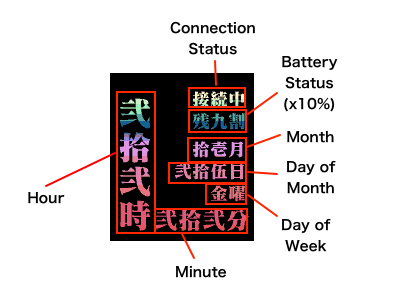 Connection
Status
Battery
Status
(x10%)
Month
Day of
Month
Day of
Week
Minute
Hour
接続中
残九割
拾壱月
弐拾伍日
金曜
弐拾弐時
弐拾弐分